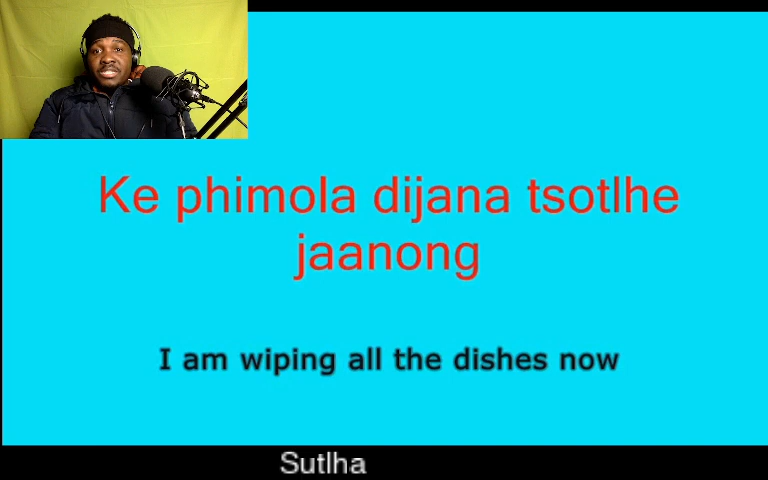 Ke phimola dijana tsotlhe
jaanong
I am wiping all the dishes now
Sutlha